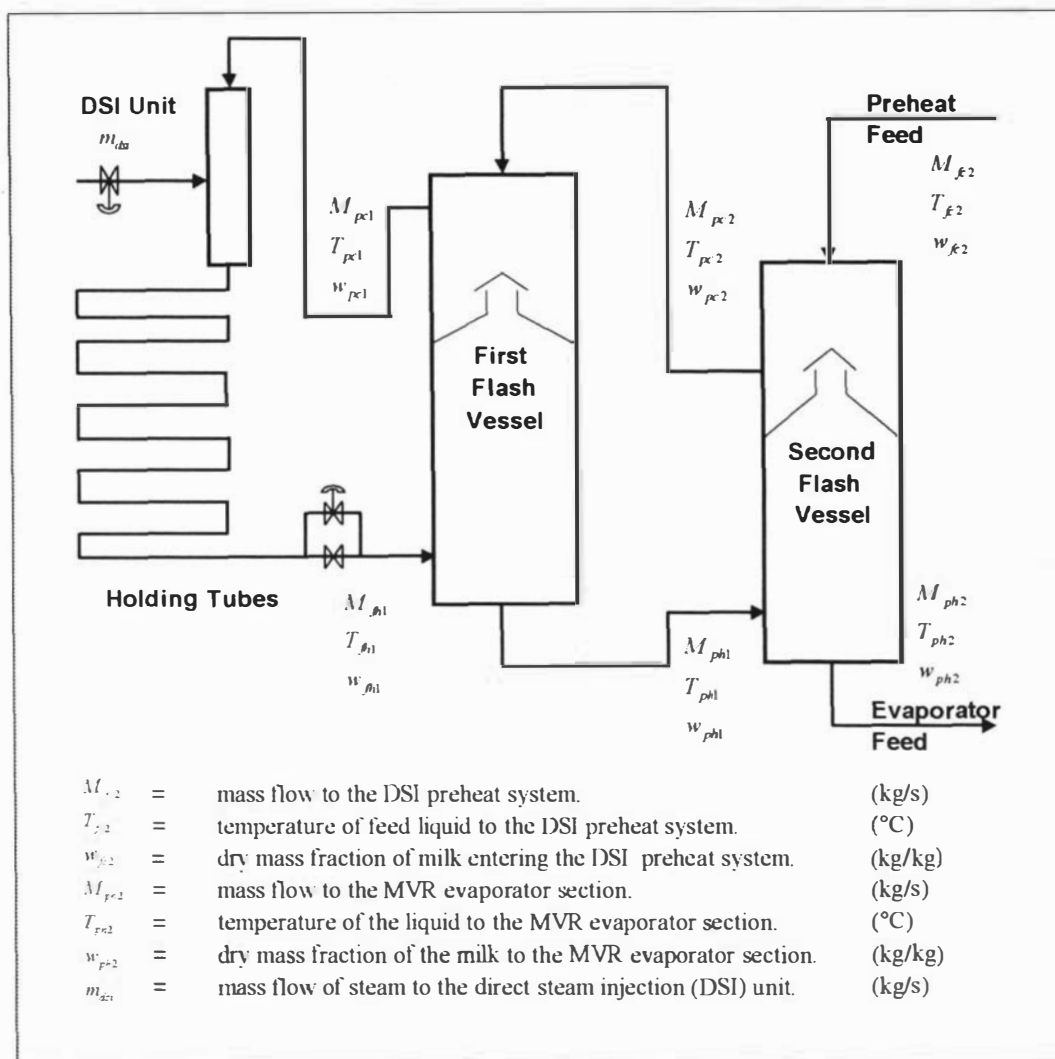 DSI Unit
m_dsi
Preheat
Feed
M_fc2
T_fc2
w_fc2
M_pc1
T_pc1
w_pc1
M_pc2
T_pc2
w_pc2
First
Flash
Vessel
Second
Flash
Vessel
Holding Tubes
M_fh1
T_fh1
w_fh1
M_ph1
T_ph1
w_ph1
M_ph2
T_ph2
w_ph2
Evaporator
Feed
= mass flow to the DSI preheat system. (kg/s)
= temperature of feed liquid to the DSI preheat system. (°C)
= dry mass fraction of milk entering the DSI preheat system. (kg/kg)
= mass flow to the MVR evaporator section. (kg/s)
= temperature of the liquid to the MVR evaporator section. (°C)
= dry mass fraction of the milk to the MVR evaporator section. (kg/kg)
m_dsi = mass flow of steam to the direct steam injection (DSI) unit. (kg/s)